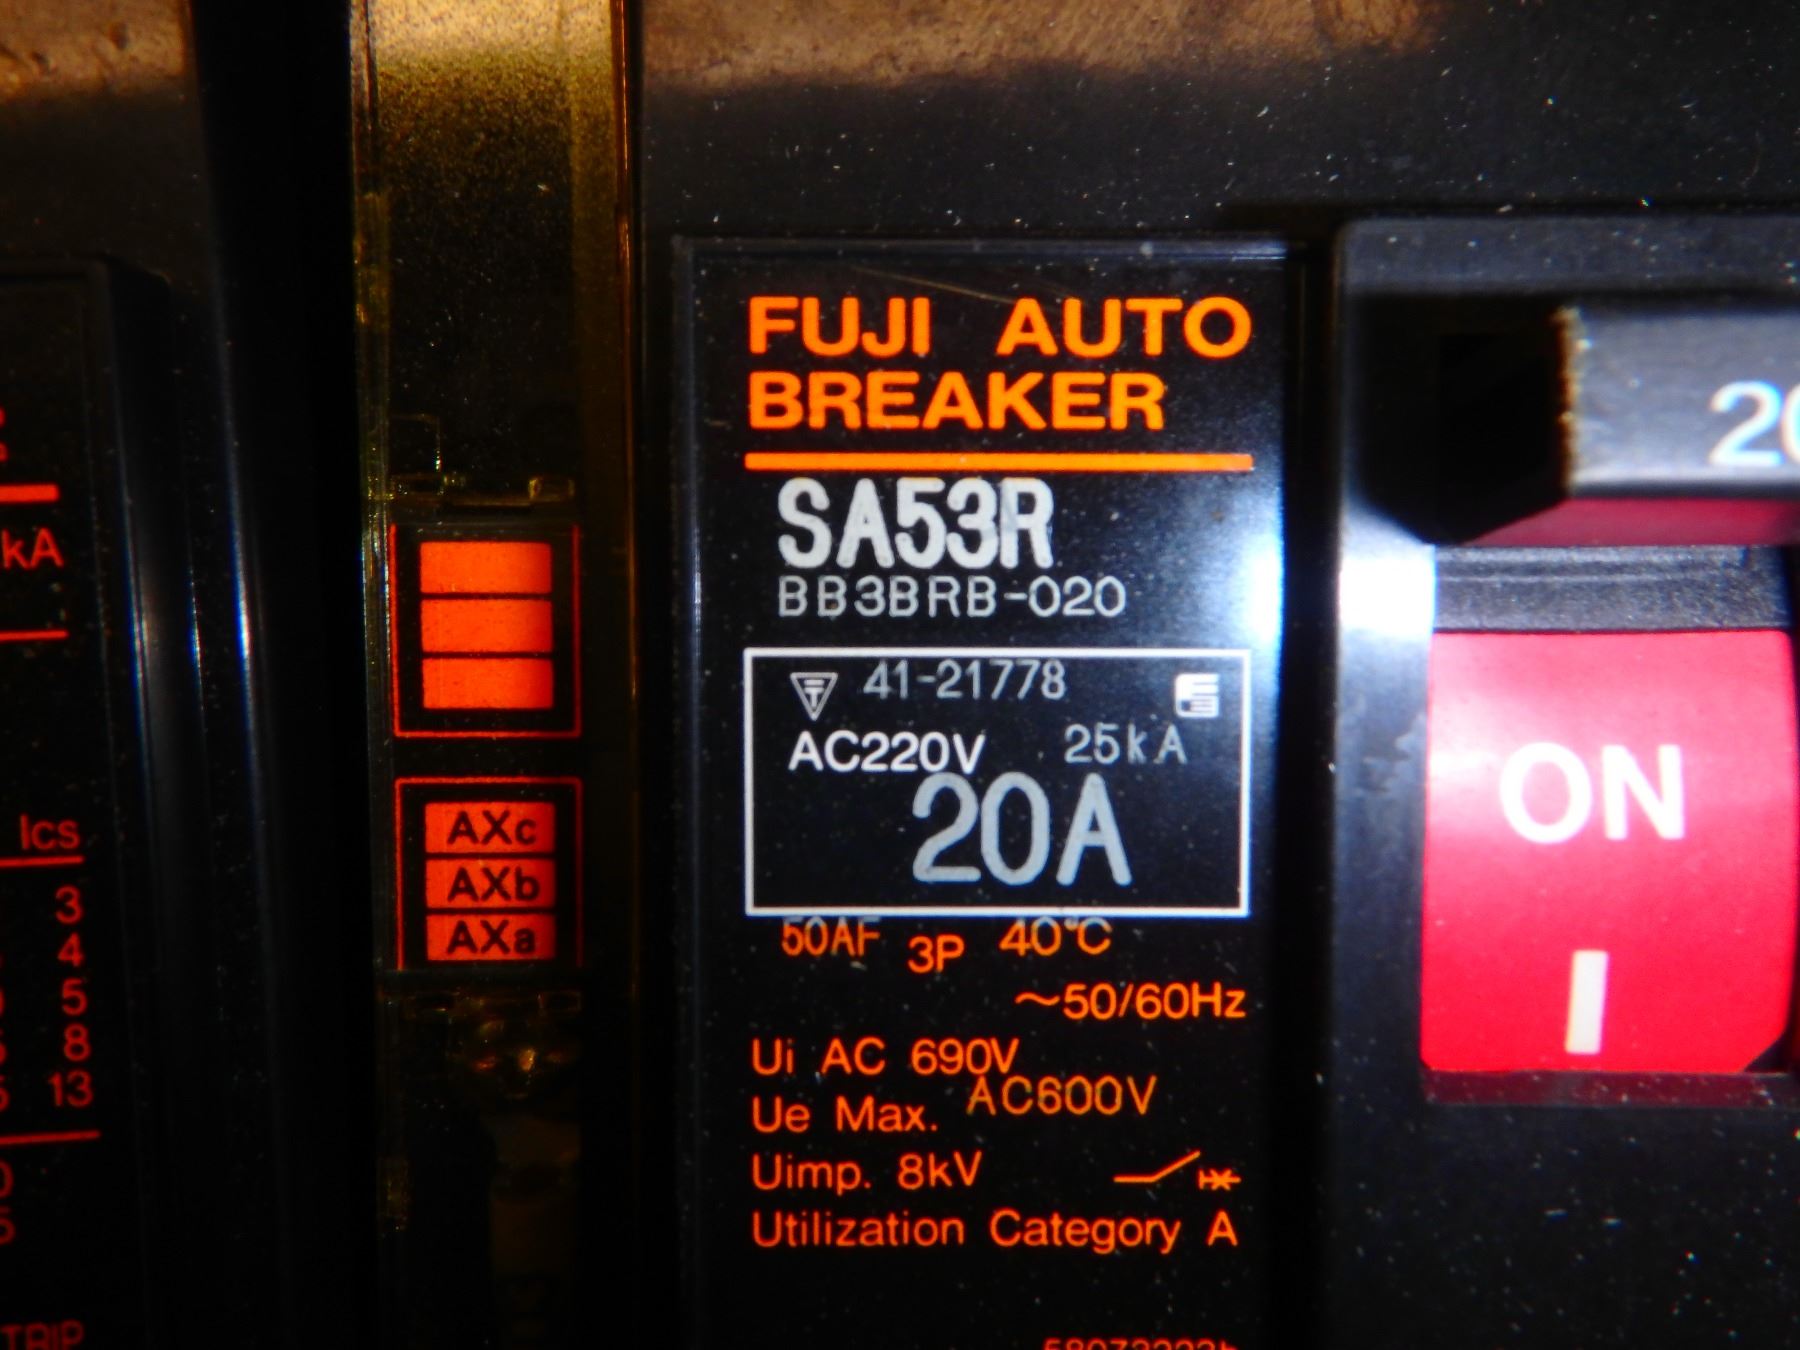 kA
Ics
3
4
5
8
13
TRIP
AXc
AXb
AXa
FUJI AUTO
BREAKER
SA53R
BB3BRB-020
41-21778
AC220V 25kA
20A
50AF 3P 40°C
~50/60Hz
Ui AC 690V
Ue Max. AC600V
Uimp. 8kV
Utilization Category A
20
ON
I